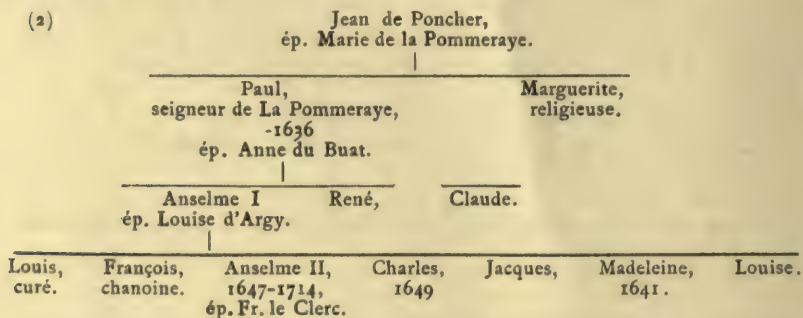 (2)
Jean de Poncher,
ép. Marie de la Pommeraye.
Paul, Marguerite,
seigneur de La Pommeraye, religieuse.
-1636
ép. Anne du Buat.
Anselme I René, Claude.
ép. Louise d'Argy.
Louis, François, Anselme II, Charles, Jacques, Madeleine, Louise.
curé. chanoine. 1647-1714, 1649 1641.
ép. Fr. le Clerc.